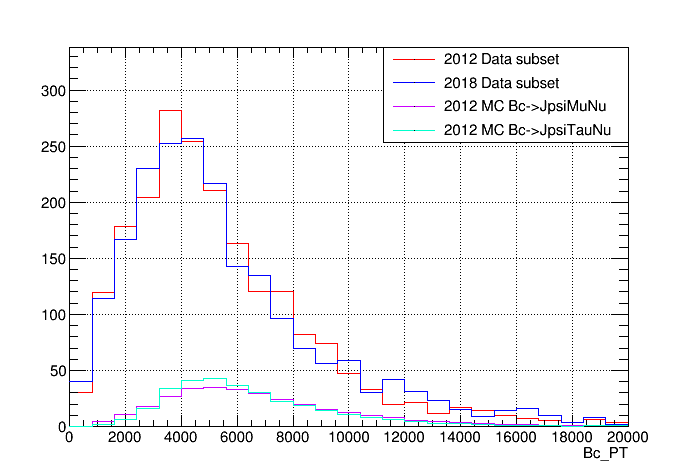 2012 Data subset
2018 Data subset
2012 MC Bc->JpsiMuNu
2012 MC Bc->JpsiTauNu
300
250
200
150
100
50
0
0 2000 4000 6000 8000 10000 12000 14000 16000 18000 20000
Bc_PT